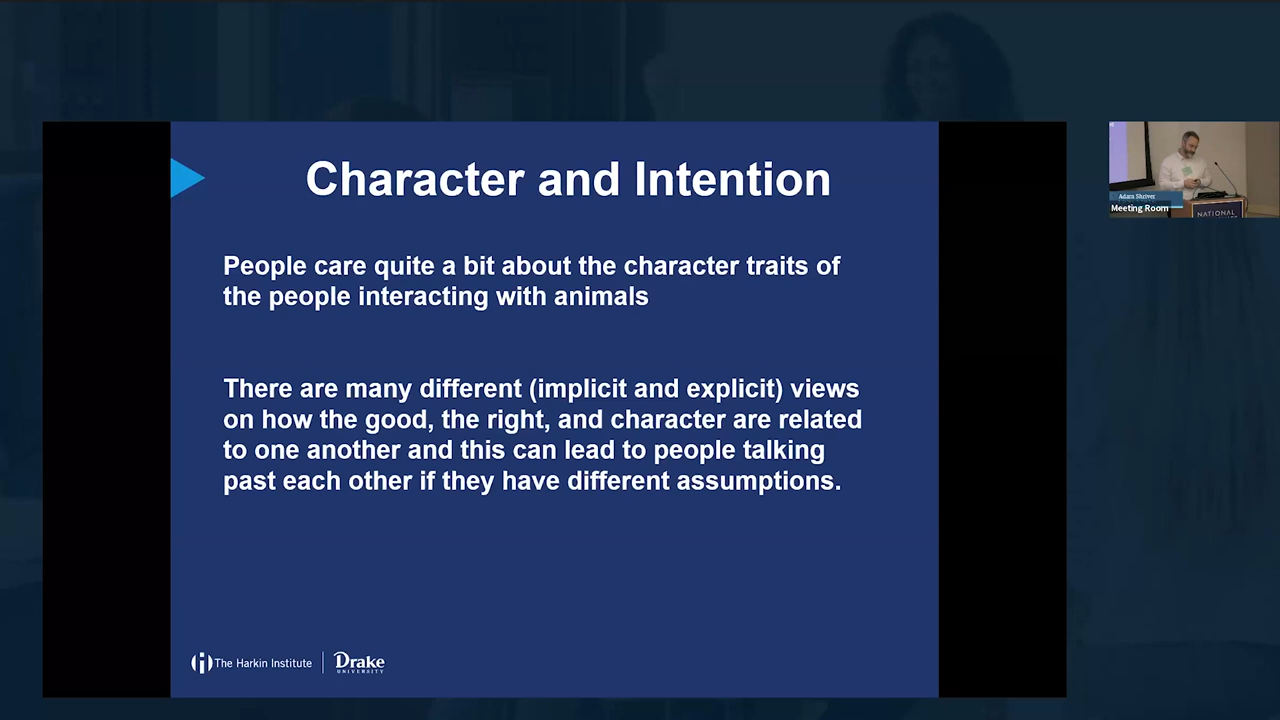 Character and Intention
People care quite a bit about the character traits of
the people interacting with animals
There are many different (implicit and explicit) views
on how the good, the right, and character are related
to one another and this can lead to people talking
past each other if they have different assumptions.
The Harkin Institute
Drake
UNIVERSITY
Adam Shriver
Meeting Room
NATIONAL